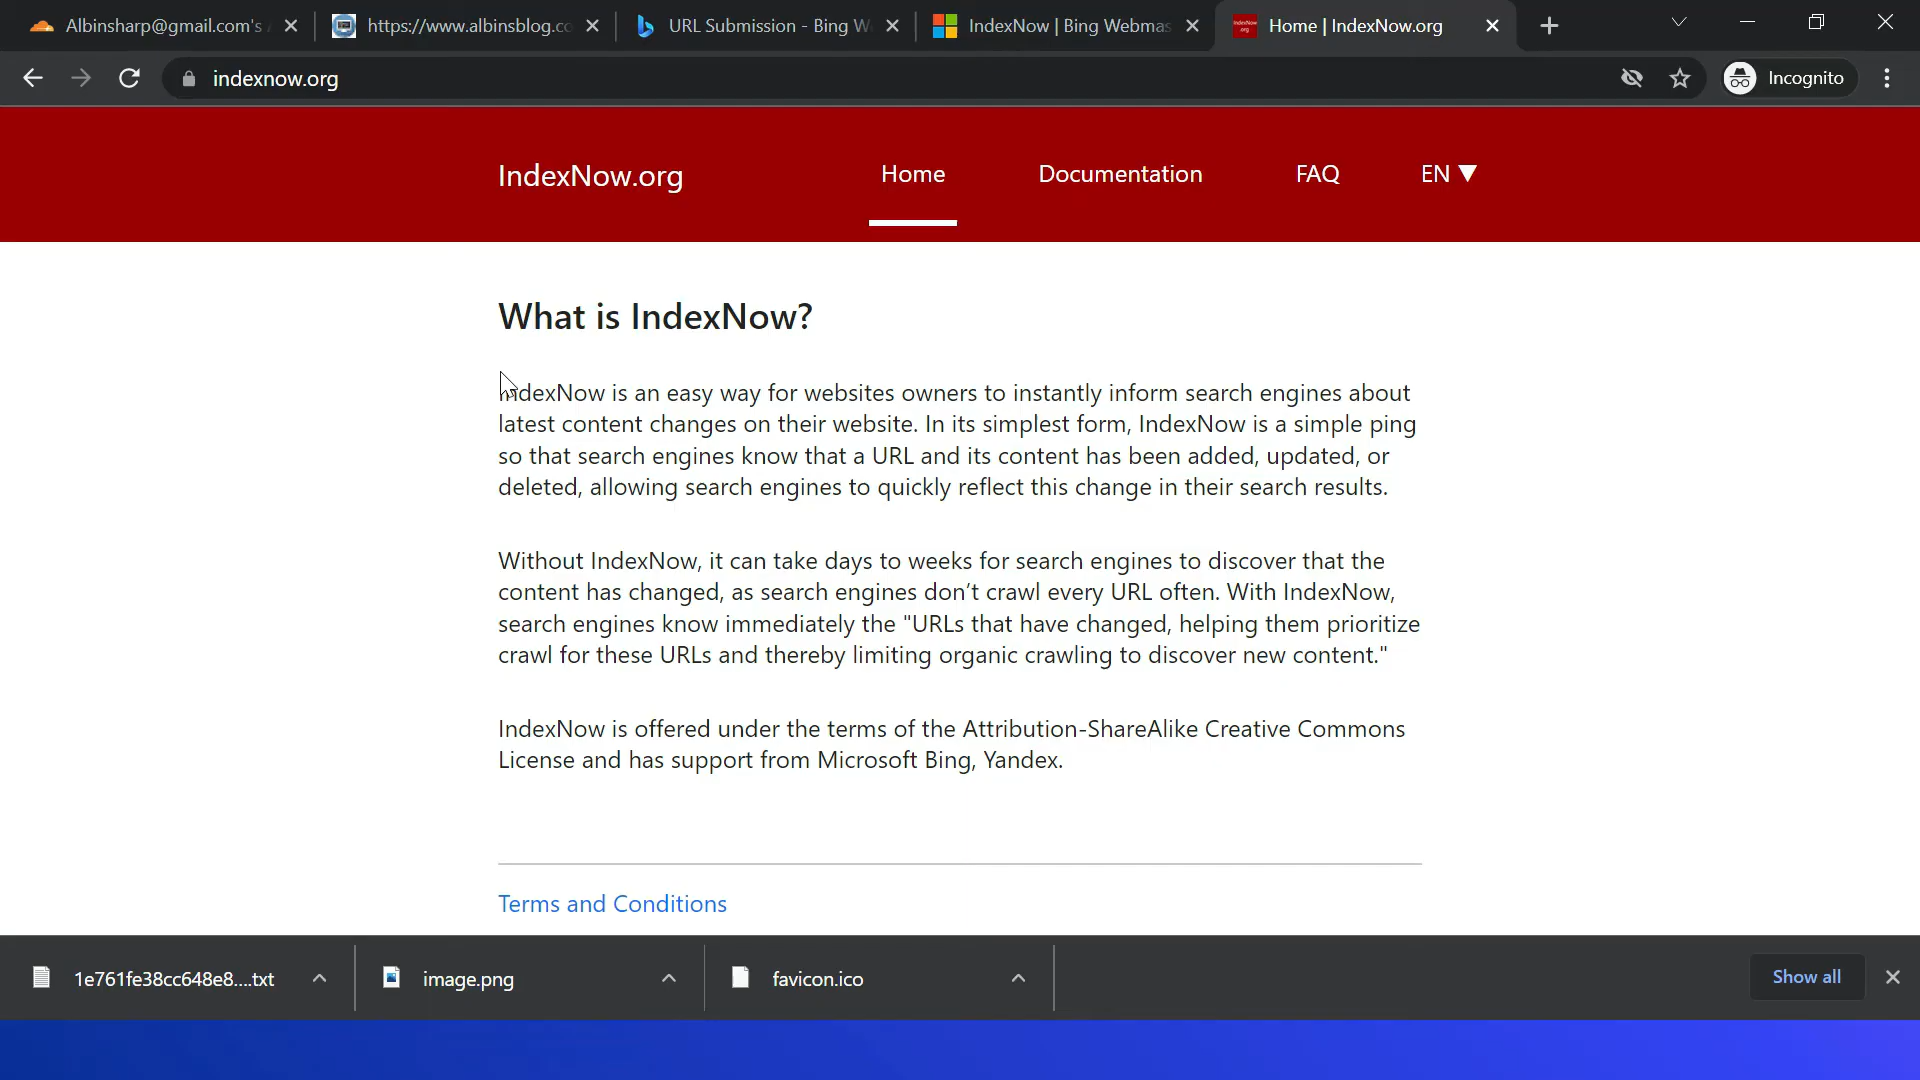 Albinsharp@gmail.com's
https://www.albinsblog.co
URL Submission - Bing W
IndexNow | Bing Webmas
Home | IndexNow.org
indexnow.org
Incognito
IndexNow.org
Home
Documentation
FAQ
EN ▼
What is IndexNow?
IndexNow is an easy way for websites owners to instantly inform search engines about
latest content changes on their website. In its simplest form, IndexNow is a simple ping
so that search engines know that a URL and its content has been added, updated, or
deleted, allowing search engines to quickly reflect this change in their search results.
Without IndexNow, it can take days to weeks for search engines to discover that the
content has changed, as search engines don’t crawl every URL often. With IndexNow,
search engines know immediately the "URLs that have changed, helping them prioritize
crawl for these URLs and thereby limiting organic crawling to discover new content."
IndexNow is offered under the terms of the Attribution-ShareAlike Creative Commons
License and has support from Microsoft Bing, Yandex.
Terms and Conditions
1e761fe38cc648e8....txt
image.png
favicon.ico
Show all